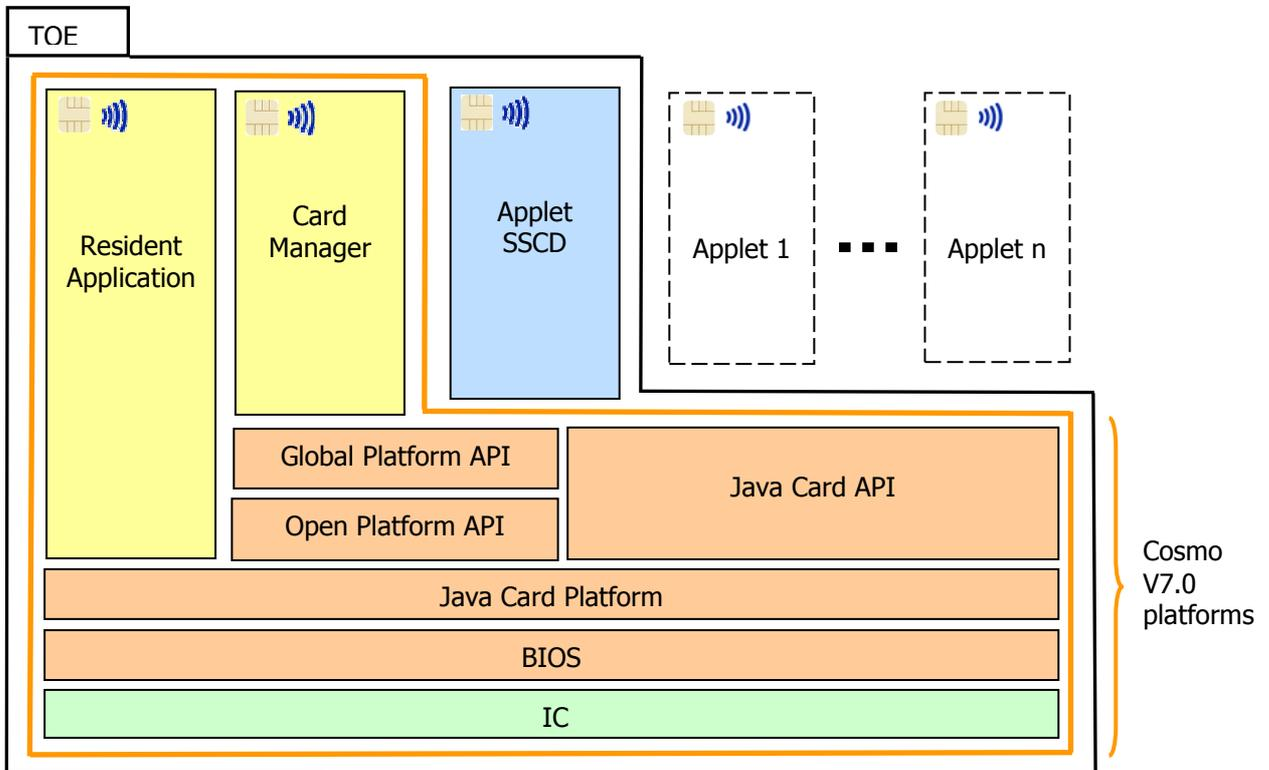 TOE
Resident
Application
Card
Manager
Applet
SSCD
Applet 1
Applet n
Global Platform API
Open Platform API
Java Card API
Java Card Platform
BIOS
IC
Cosmo
V7.0
platforms